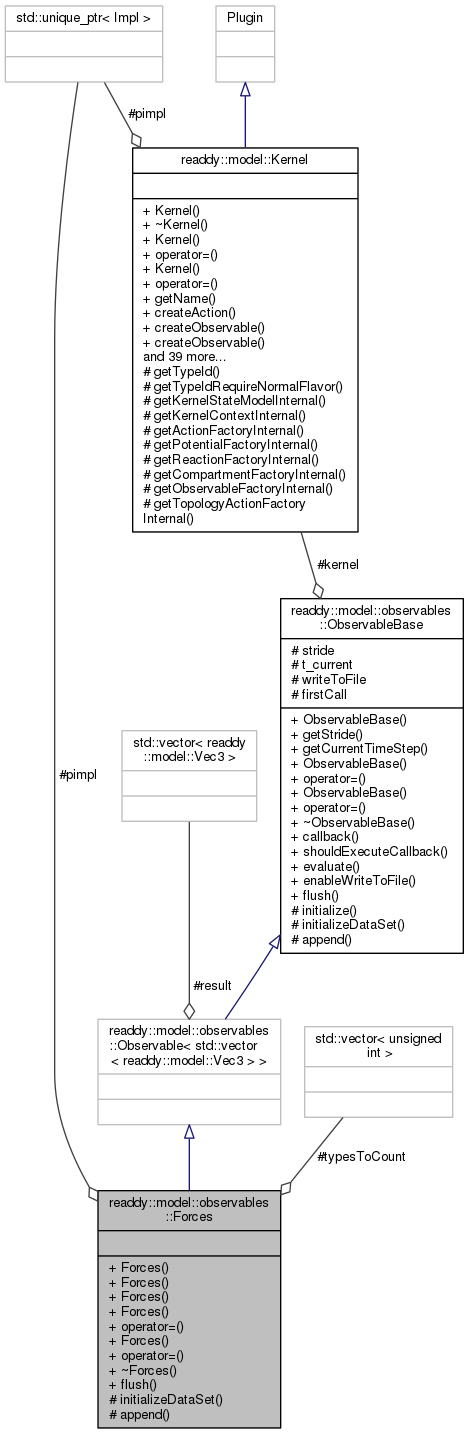 std::unique_ptr< Impl >
Plugin
#pimpl
readdy::model::Kernel
+ Kernel()
+ ~Kernel()
+ Kernel()
+ operator=()
+ Kernel()
+ operator=()
+ getName()
+ createAction()
+ createObservable()
+ createObservable()
and 39 more...
# getTypeId()
# getTypeIdRequireNormalFlavor()
# getKernelStateModelInternal()
# getKernelContextInternal()
# getActionFactoryInternal()
# getPotentialFactoryInternal()
# getReactionFactoryInternal()
# getCompartmentFactoryInternal()
# getObservableFactoryInternal()
# getTopologyActionFactory
Internal()
#kernel
readdy::model::observables
::ObservableBase
# stride
# t_current
# writeToFile
# firstCall
+ ObservableBase()
+ getStride()
+ getCurrentTimeStep()
+ ObservableBase()
+ operator=()
+ ObservableBase()
+ operator=()
+ ~ObservableBase()
+ callback()
+ shouldExecuteCallback()
+ evaluate()
+ enableWriteToFile()
+ flush()
# initialize()
# initializeDataSet()
# append()
std::vector< readdy
::model::Vec3 >
#pimpl
#result
readdy::model::observables
::Observable< std::vector
< readdy::model::Vec3 > >
std::vector< unsigned
int >
#typesToCount
readdy::model::observables
::Forces
+ Forces()
+ Forces()
+ Forces()
+ Forces()
+ operator=()
+ Forces()
+ operator=()
+ ~Forces()
+ flush()
# initializeDataSet()
# append()